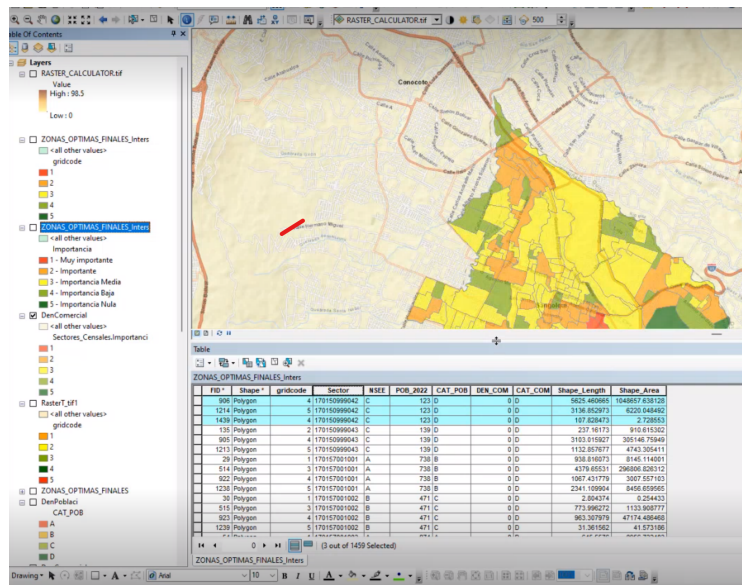 RASTER_CALCULATOR.tif
500
Table Of Contents
Layers
RASTER_CALCULATOR.tif
Value
High : 98.5
Low : 0
ZONAS_OPTIMAS_FINALES_Inters
<all other values>
gridcode
1
2
3
4
5
ZONAS_OPTIMAS_FINALES_Inters
<all other values>
Importancia
1 - Muy importante
2 - Importante
3 - Importancia Media
4 - Importancia Baja
5 - Importancia Nula
DenComercial
<all other values>
Sectores_Censales.Importanci
1
2
3
4
5
RasterT_tif1
<all other values>
gridcode
1
2
3
4
5
ZONAS_OPTIMAS_FINALES
DenPoblaci
CAT_POB
A
B
C
D
Conocoto
Table
ZONAS_OPTIMAS_FINALES_Inters
FID * Shape * gridcode Sector NSEE POB_2022 CAT_POB DEN_COM CAT_COM Shape_Length Shape_Area
906 Polygon 4 170150999042 C 123 D 0 D 5625.460665 1048657.638128
1214 Polygon 5 170150999042 C 123 D 0 D 3136.852973 6220.048492
1439 Polygon 4 170150999042 C 123 D 0 D 107.828473 2.728553
135 Polygon 2 170150999043 C 139 D 0 D 237.16173 910.615382
905 Polygon 4 170150999043 C 139 D 0 D 3103.015927 305146.75949
1213 Polygon 5 170150999043 C 139 D 0 D 1132.857677 4743.305411
29 Polygon 1 170157001001 A 738 B 0 D 938.816073 8145.114001
514 Polygon 3 170157001001 A 738 B 0 D 4379.65531 296806.826312
922 Polygon 4 170157001001 A 738 B 0 D 1067.431779 3007.557103
1238 Polygon 5 170157001001 A 738 B 0 D 2341.109904 8456.659565
30 Polygon 1 170157001002 B 471 C 0 D 2.804374 0.254433
515 Polygon 3 170157001002 B 471 C 0 D 773.996272 1133.908777
923 Polygon 4 170157001002 B 471 C 0 D 963.307979 47174.486468
1239 Polygon 5 170157001002 B 471 C 0 D 31.361562 41.573186
0
(3 out of 1459 Selected)
ZONAS_OPTIMAS_FINALES_Inters
Drawing
Arial
10
B I U A